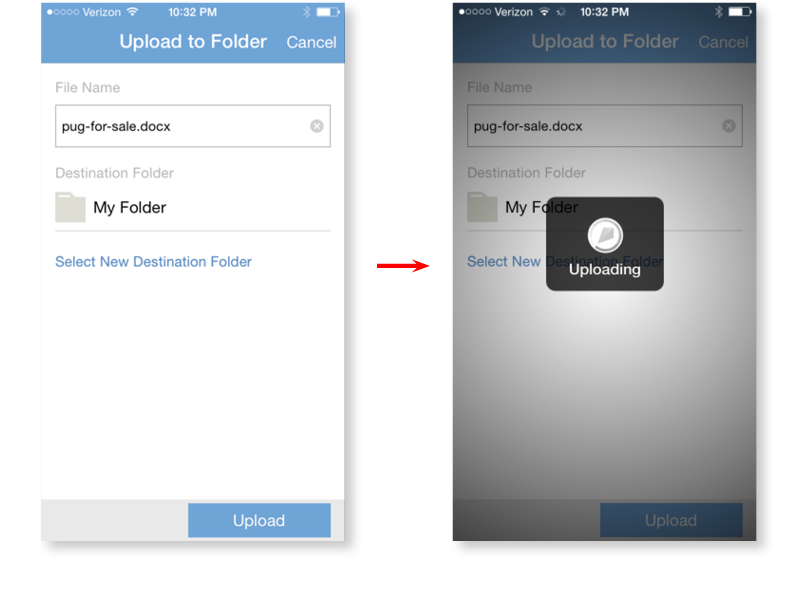 Verizon 10:32 PM
Upload to Folder Cancel
File Name
pug-for-sale.docx
Destination Folder
My Folder
Select New Destination Folder
Upload
Verizon 10:32 PM
Upload to Folder Cancel
File Name
pug-for-sale.docx
Destination Folder
My Folder
Select New Destination Folder
Uploading
Upload